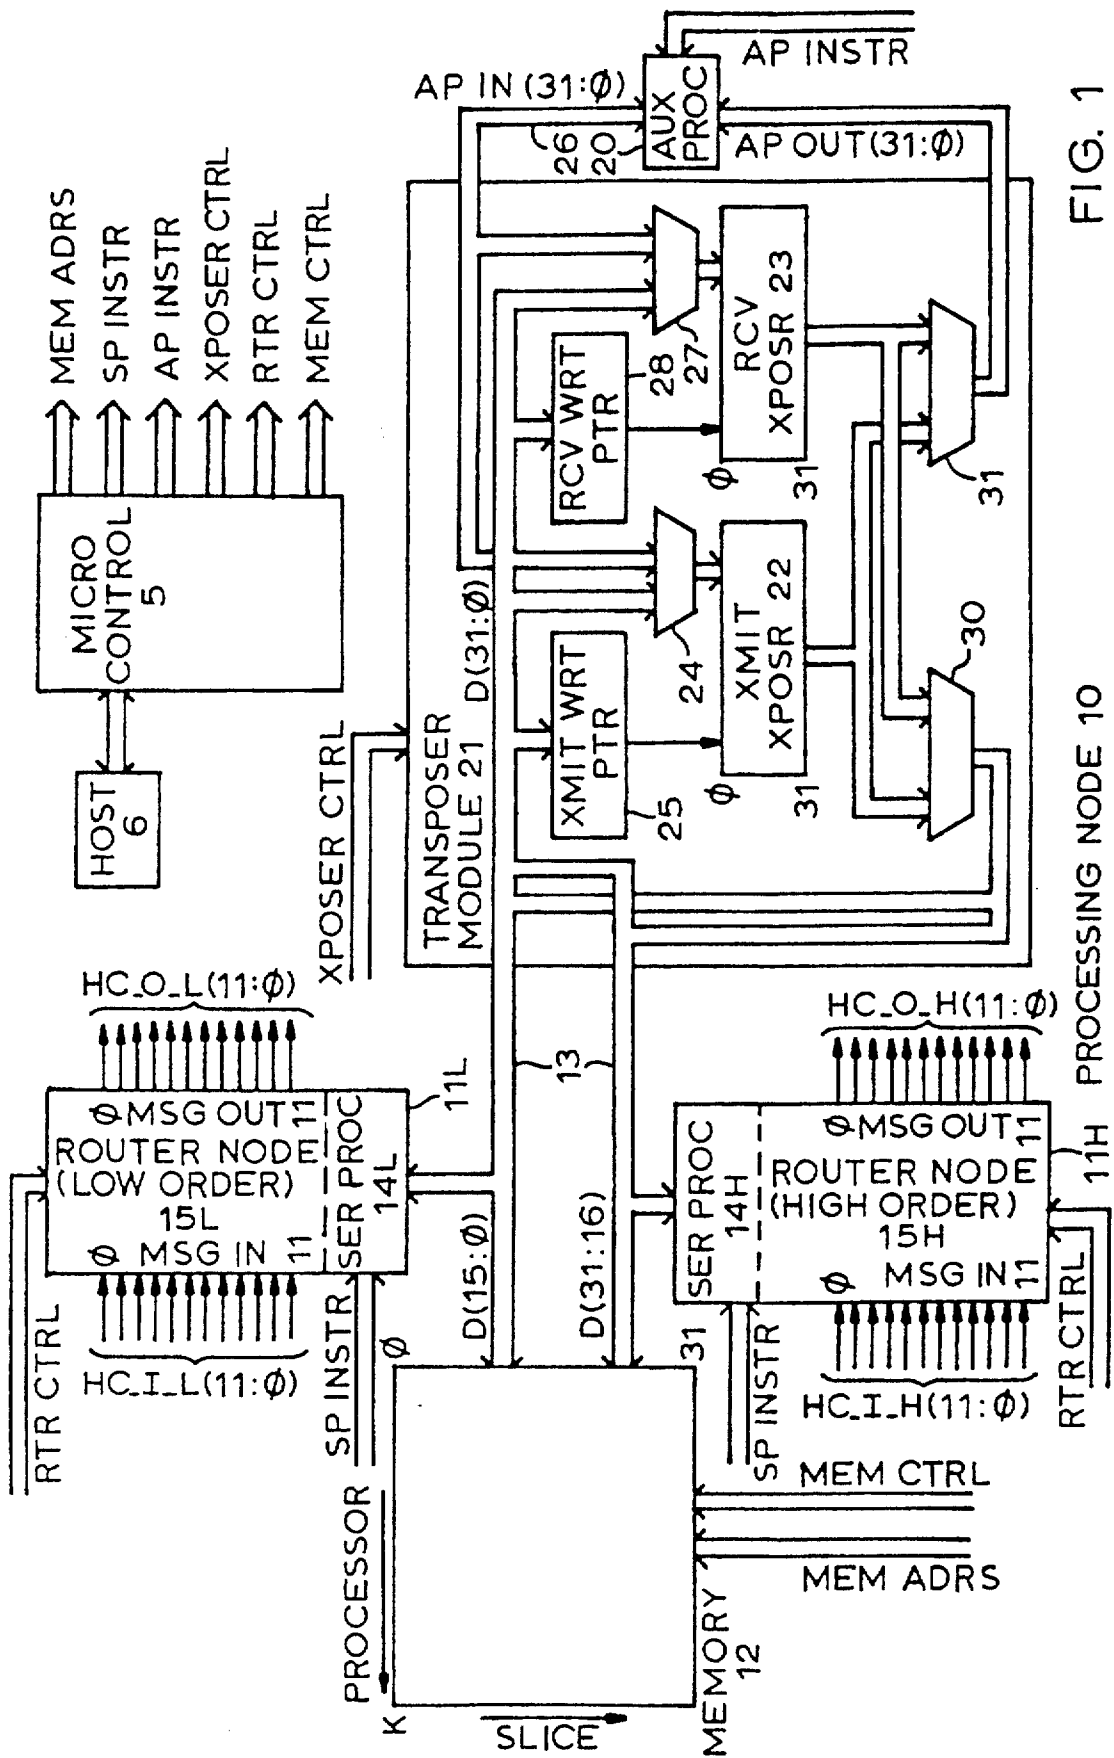 RTR CTRL
HC_I_L(11:Ø)
HC_O_L(11:Ø)
Ø MSG IN 11
Ø MSG OUT 11
ROUTER NODE
(LOW ORDER)
15L
SER PROC
14L
11L
SP INSTR
HOST
6
MICRO
CONTROL
5
MEM ADRS
SP INSTR
AP INSTR
XPOSER CTRL
RTR CTRL
MEM CTRL
PROCESSOR
K
Ø
SLICE
31
MEMORY
12
D(15:Ø)
D(31:16)
13
MEM CTRL
MEM ADRS
XPOSER CTRL
TRANSPOSER
MODULE 21
D(31:Ø)
XMIT WRT
PTR
25
24
Ø
XMIT
XPOSR 22
31
RCV WRT
PTR
28
27
Ø
RCV
XPOSR 23
31
30
31
AP IN (31:Ø)
26
20
AUX
PROC
AP INSTR
AP OUT(31:Ø)
SER PROC
14H
SP INSTR
ROUTER NODE
(HIGH ORDER)
15H
Ø MSG OUT 11
Ø MSG IN 11
HC_O_H(11:Ø)
HC_I_H(11:Ø)
11H
RTR CTRL
PROCESSING NODE 10
FIG. 1